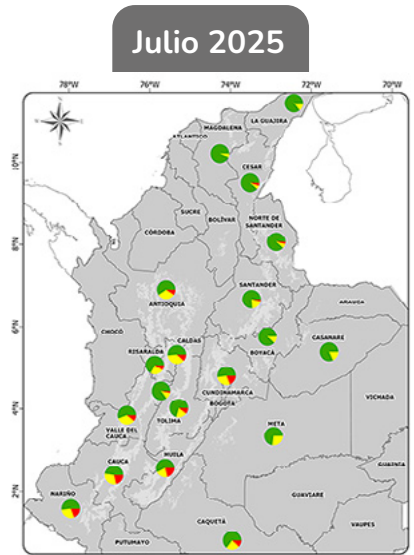 Julio 2025
78°W 76°W 74°W 72°W 70°W
LA GUAJIRA
MAGDALENA
ATLANTICO
10°N
CESAR
SUCRE
BOLÍVAR
NORTE DE
SANTANDER
CÓRDOBA
8°N
SANTANDER
ANTIOQUIA
ARAUCA
6°N
CHOCÓ
CALDAS
RISARALDA
BOYACÁ
CASANARE
CUNDINAMARCA
BOGOTÁ
VICHADA
4°N
TOLIMA
META
VALLE DEL
CAUCA
HUILA
CAUCA
GUAINÍA
2°N
NARIÑO
GUAVIARE
CAQUETÁ
VAUPES
PUTUMAYO